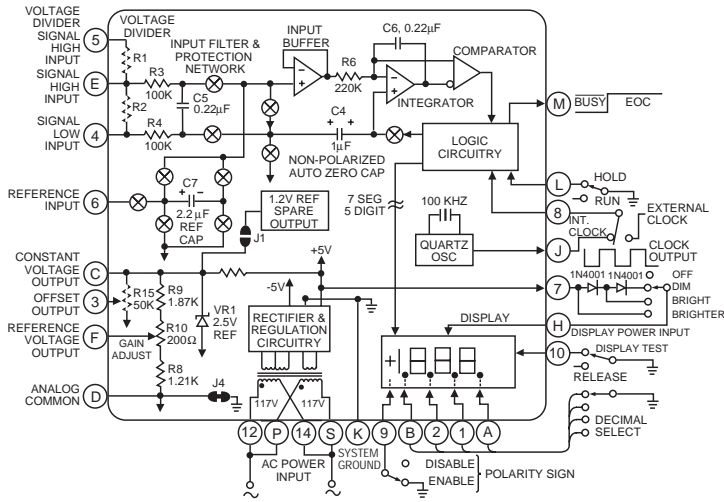 VOLTAGE
DIVIDER
SIGNAL
HIGH
INPUT
5
VOLTAGE
DIVIDER
R1
SIGNAL
HIGH
INPUT
E
R2
SIGNAL
LOW
INPUT
4
R3
100K
R4
100K
INPUT FILTER &
PROTECTION
NETWORK
C5
0.22µF
INPUT
BUFFER
-
+
R6
220K
C6, 0.22µF
COMPARATOR
-
+
INTEGRATOR
C4
+ +
1µF
NON-POLARIZED
AUTO ZERO CAP
LOGIC
CIRCUITRY
M
BUSY
EOC
L
HOLD
RUN
8
INT.
CLOCK
EXTERNAL
CLOCK
J
CLOCK
OUTPUT
REFERENCE
INPUT
6
C7
+ -
2.2 µF
REF
CAP
1.2V REF
SPARE
OUTPUT
J1
7 SEG
5 DIGIT
100 KHZ
QUARTZ
OSC
CONSTANT
VOLTAGE
OUTPUT
C
OFFSET
OUTPUT
3
R15
50K
R9
1.87K
REFERENCE
VOLTAGE
OUTPUT
F
GAIN
ADJUST
R10
200Ω
R8
1.21K
VR1
2.5V
REF
+5V
-5V
RECTIFIER &
REGULATION
CIRCUITRY
7
1N4001
1N4001
OFF
DIM
BRIGHT
BRIGHTER
H
DISPLAY POWER INPUT
DISPLAY
10
DISPLAY TEST
RELEASE
ANALOG
COMMON
D
J4
117V
117V
12
P
14
S
K
9
B
2
1
A
AC POWER
INPUT
SYSTEM
GROUND
DISABLE
ENABLE
POLARITY SIGN
DECIMAL
SELECT